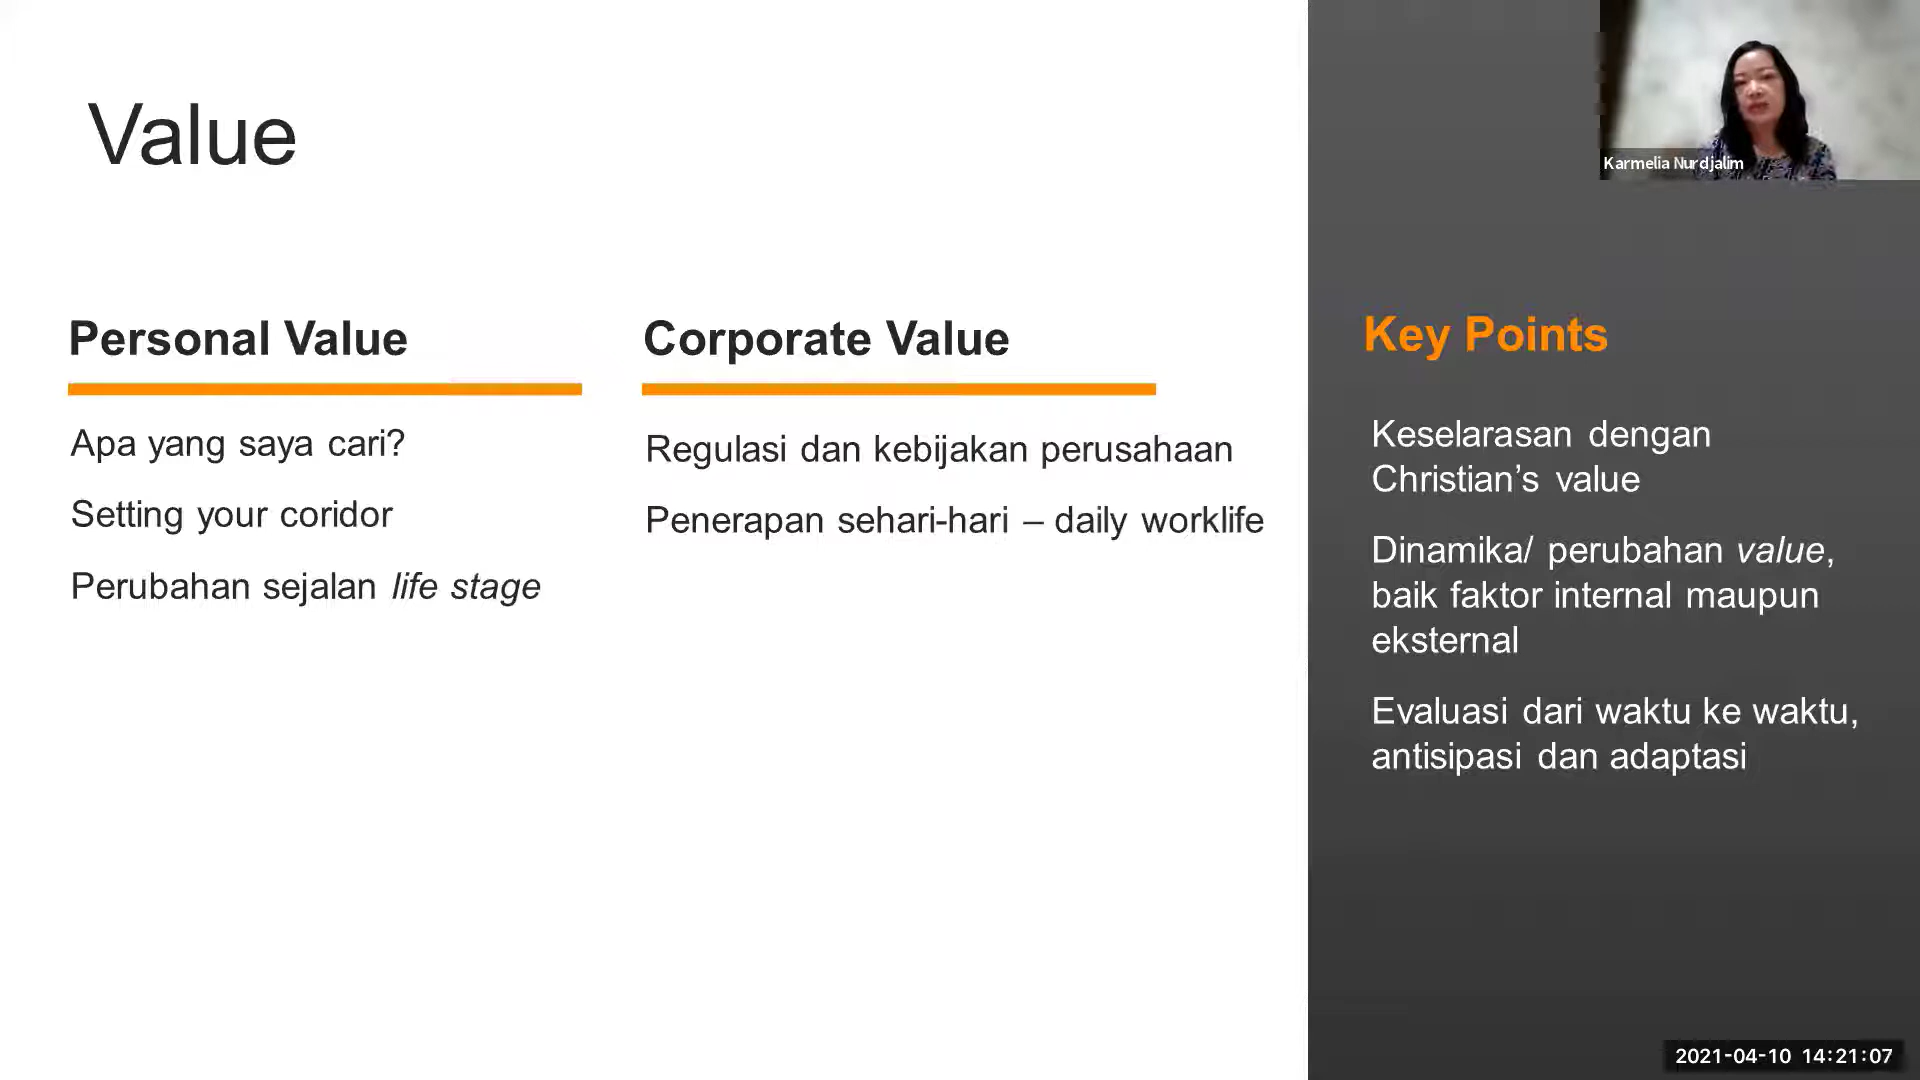 Value
Karmelia Nurdjalim
Personal Value
Apa yang saya cari?
Setting your coridor
Perubahan sejalan life stage
Corporate Value
Regulasi dan kebijakan perusahaan
Penerapan sehari-hari – daily worklife
Key Points
Keselarasan dengan
Christian’s value
Dinamika/ perubahan value,
baik faktor internal maupun
eksternal
Evaluasi dari waktu ke waktu,
antisipasi dan adaptasi
2021-04-10 14:21:07